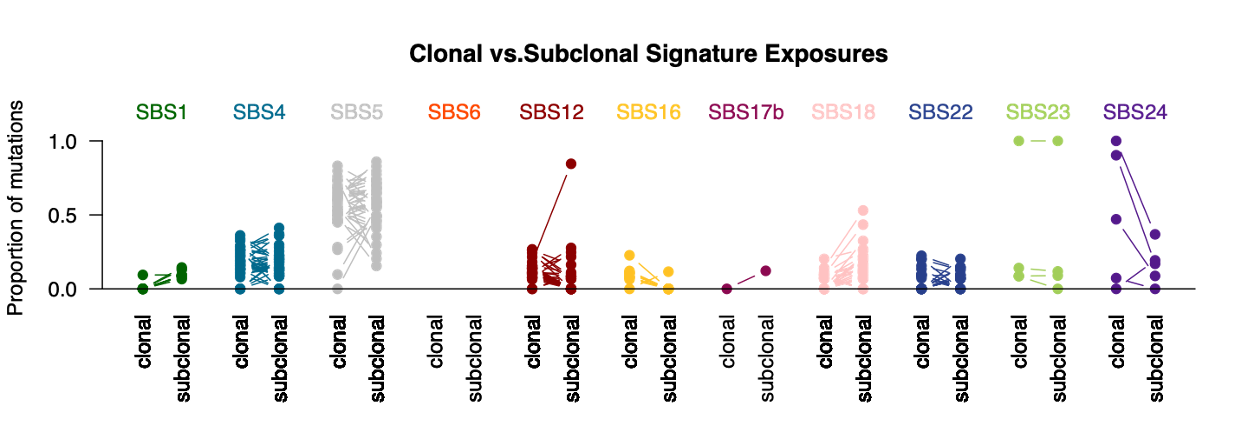 Clonal vs.Subclonal Signature Exposures
SBS1 SBS4 SBS5 SBS6 SBS12 SBS16 SBS17b SBS18 SBS22 SBS23 SBS24
Proportion of mutations
1.0
0.5
0.0
clonal subclonal clonal subclonal clonal subclonal clonal subclonal clonal subclonal clonal subclonal clonal subclonal clonal subclonal clonal subclonal clonal subclonal clonal subclonal